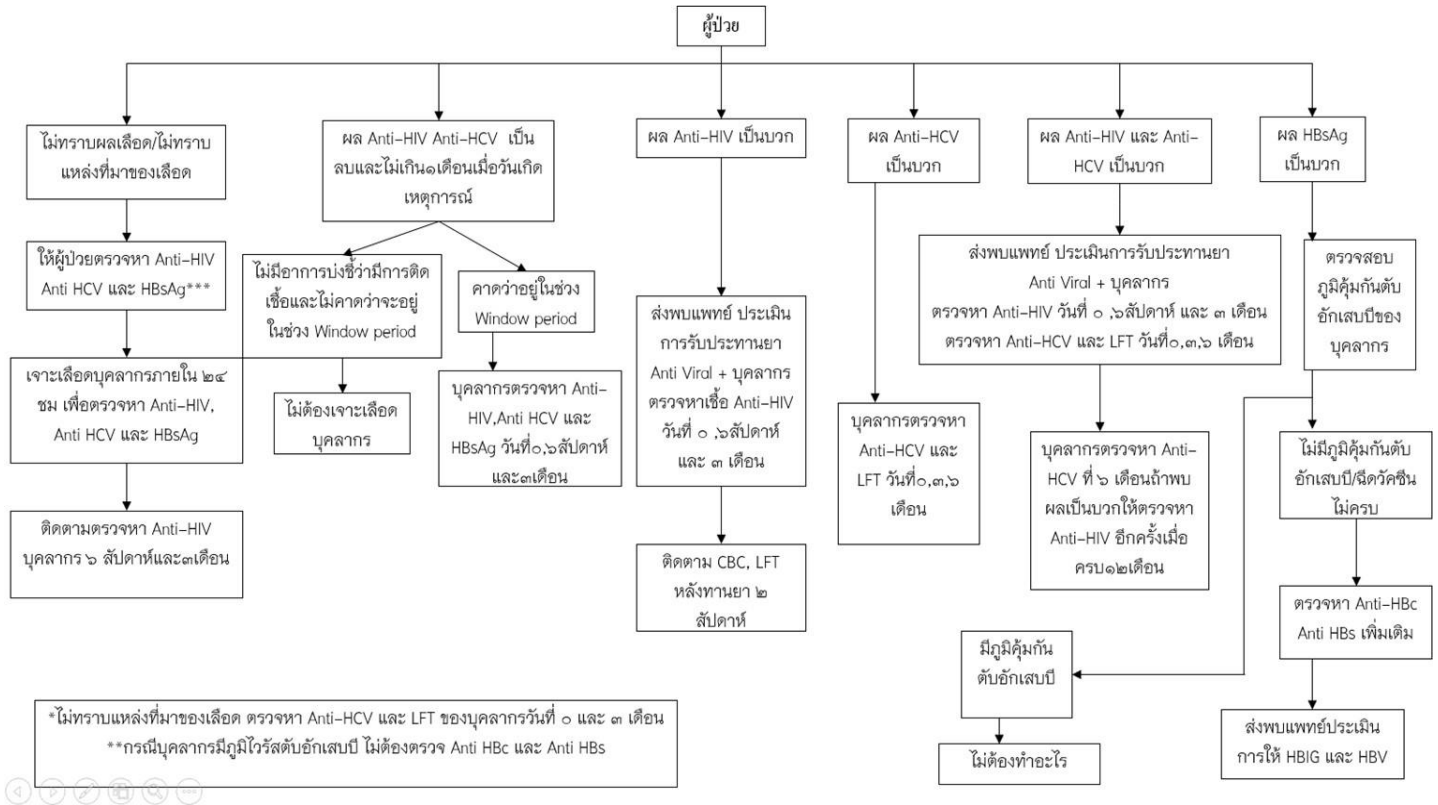 ผู้ป่วย
ไม่ทราบผลเลือด/ไม่ทราบ
แหล่งที่มาของเลือด
ให้ผู้ป่วยตรวจหา Anti-HIV
Anti HCV และ HBsAg***
เจาะเลือดบุคลากรภายใน ๒๔
ชม เพื่อตรวจหา Anti-HIV,
Anti HCV และ HBsAg
ติดตามตรวจหา Anti-HIV
บุคลากร ๖ สัปดาห์และ๓เดือน
ผล Anti-HIV Anti-HCV เป็น
ลบและไม่เกิน๑เดือนเมื่อวันเกิด
เหตุการณ์
ไม่มีอาการบ่งชี้ว่ามีการติด
เชื้อและไม่คาดว่าจะอยู่
ในช่วง Window period
ไม่ต้องเจาะเลือด
บุคลากร
คาดว่าอยู่ในช่วง
Window period
บุคลากรตรวจหา Anti-
HIV,Anti HCV และ
HBsAg วันที่๐,๖สัปดาห์
และ๓เดือน
ผล Anti-HIV เป็นบวก
ส่งพบแพทย์ ประเมิน
การรับประทานยา
Anti Viral + บุคลากร
ตรวจหาเชื้อ Anti-HIV
วันที่ ๐ ,๖สัปดาห์
และ ๓ เดือน
ติดตาม CBC, LFT
หลังทานยา ๒
สัปดาห์
ผล Anti-HCV
เป็นบวก
บุคลากรตรวจหา
Anti-HCV และ
LFT วันที่๐,๓,๖
เดือน
ผล Anti-HIV และ Anti-
HCV เป็นบวก
ส่งพบแพทย์ ประเมินการรับประทานยา
Anti Viral + บุคลากร
ตรวจหา Anti-HIV วันที่ ๐ ,๖สัปดาห์ และ ๓ เดือน
ตรวจหา Anti-HCV และ LFT วันที่๐,๓,๖ เดือน
บุคลากรตรวจหา Anti-
HCV ที่ ๖ เดือนถ้าพบ
ผลเป็นบวกให้ตรวจหา
Anti-HIV อีกครั้งเมื่อ
ครบ๑๒เดือน
ผล HBsAg
เป็นบวก
ตรวจสอบ
ภูมิคุ้มกันตับ
อักเสบบีของ
บุคลากร
ไม่มีภูมิคุ้มกันตับ
อักเสบบี/ฉีดวัคซีน
ไม่ครบ
ตรวจหา Anti-HBc
Anti HBs เพิ่มเติม
ส่งพบแพทย์ประเมิน
การให้ HBIG และ HBV
มีภูมิคุ้มกัน
ตับอักเสบบี
ไม่ต้องทำอะไร
*ไม่ทราบแหล่งที่มาของเลือด ตรวจหา Anti-HCV และ LFT ของบุคลากรวันที่ ๐ และ ๓ เดือน
**กรณีบุคลากรมีภูมิไวรัสตับอักเสบบี ไม่ต้องตรวจ Anti HBc และ Anti HBs